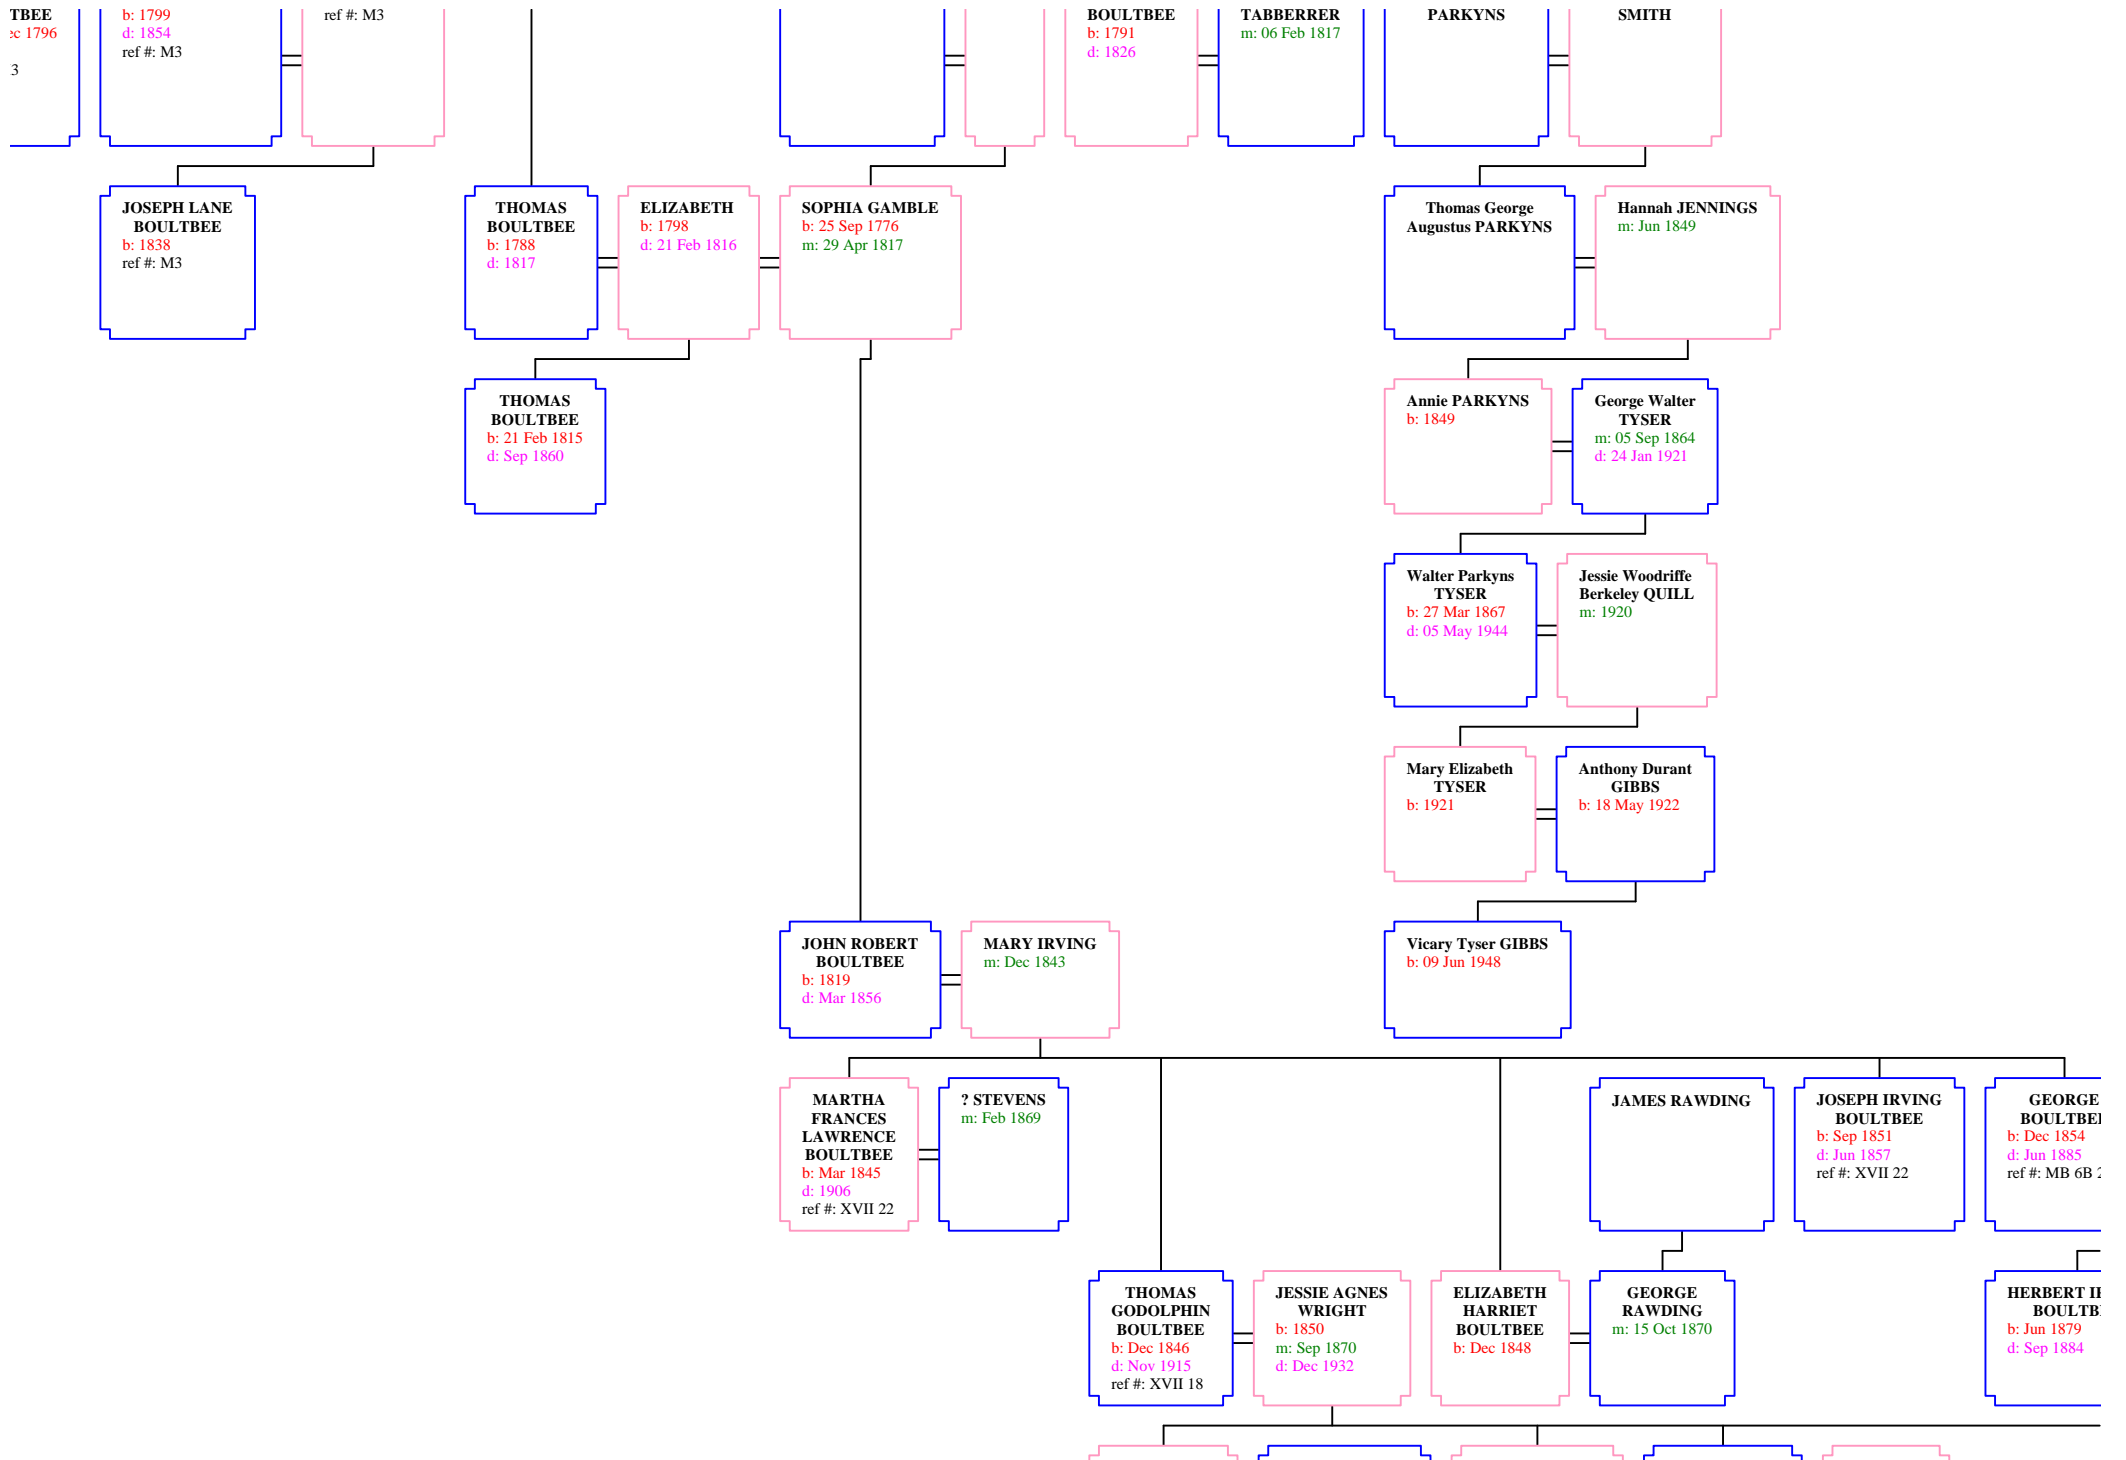 TBEE
ec 1796
3
b: 1799
d: 1854
ref #: M3
ref #: M3
BOULTBEE
b: 1791
d: 1826
TABBERRER
m: 06 Feb 1817
PARKYNS
SMITH
JOSEPH LANE
BOULTBEE
b: 1838
ref #: M3
THOMAS
BOULTBEE
b: 1788
d: 1817
ELIZABETH
b: 1798
d: 21 Feb 1816
SOPHIA GAMBLE
b: 25 Sep 1776
m: 29 Apr 1817
Thomas George
Augustus PARKYNS
Hannah JENNINGS
m: Jun 1849
THOMAS
BOULTBEE
b: 21 Feb 1815
d: Sep 1860
Annie PARKYNS
b: 1849
George Walter
TYSER
m: 05 Sep 1864
d: 24 Jan 1921
Walter Parkyns
TYSER
b: 27 Mar 1867
d: 05 May 1944
Jessie Woodriffe
Berkeley QUILL
m: 1920
Mary Elizabeth
TYSER
b: 1921
Anthony Durant
GIBBS
b: 18 May 1922
JOHN ROBERT
BOULTBEE
b: 1819
d: Mar 1856
MARY IRVING
m: Dec 1843
Vicary Tyser GIBBS
b: 09 Jun 1948
MARTHA
FRANCES
LAWRENCE
BOULTBEE
b: Mar 1845
d: 1906
ref #: XVII 22
? STEVENS
m: Feb 1869
JAMES RAWDING
JOSEPH IRVING
BOULTBEE
b: Sep 1851
d: Jun 1857
ref #: XVII 22
GEORGE
BOULTBEE
b: Dec 1854
d: Jun 1885
ref #: MB 6B 2
THOMAS
GODOLPHIN
BOULTBEE
b: Dec 1846
d: Nov 1915
ref #: XVII 18
JESSIE AGNES
WRIGHT
b: 1850
m: Sep 1870
d: Dec 1932
ELIZABETH
HARRIET
BOULTBEE
b: Dec 1848
GEORGE
RAWDING
m: 15 Oct 1870
HERBERT I
BOULTB
b: Jun 1879
d: Sep 1884